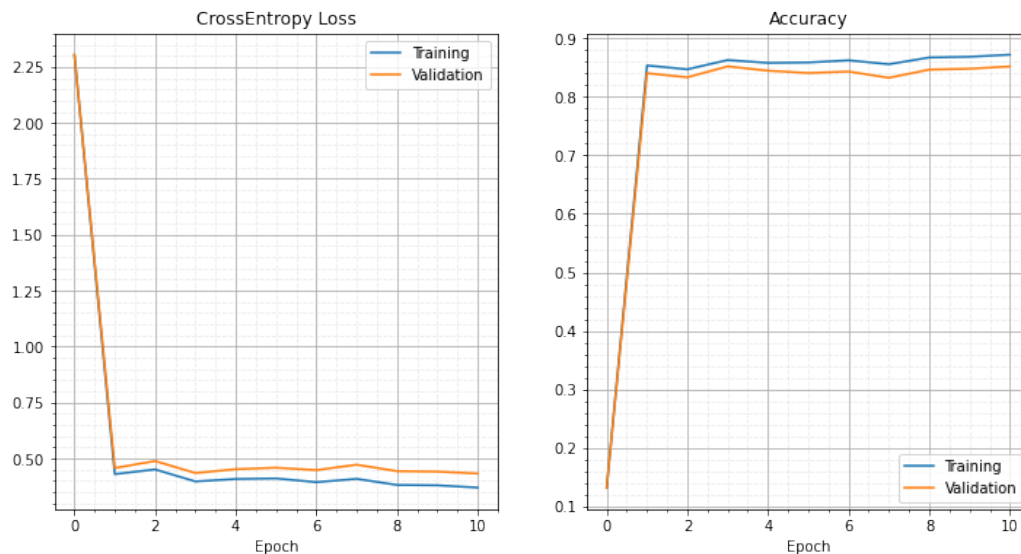 CrossEntropy Loss
2.25
2.00
1.75
1.50
1.25
1.00
0.75
0.50
0 2 4 6 8 10
Epoch
Training
Validation
Accuracy
0.9
0.8
0.7
0.6
0.5
0.4
0.3
0.2
0.1
0 2 4 6 8 10
Epoch
Training
Validation